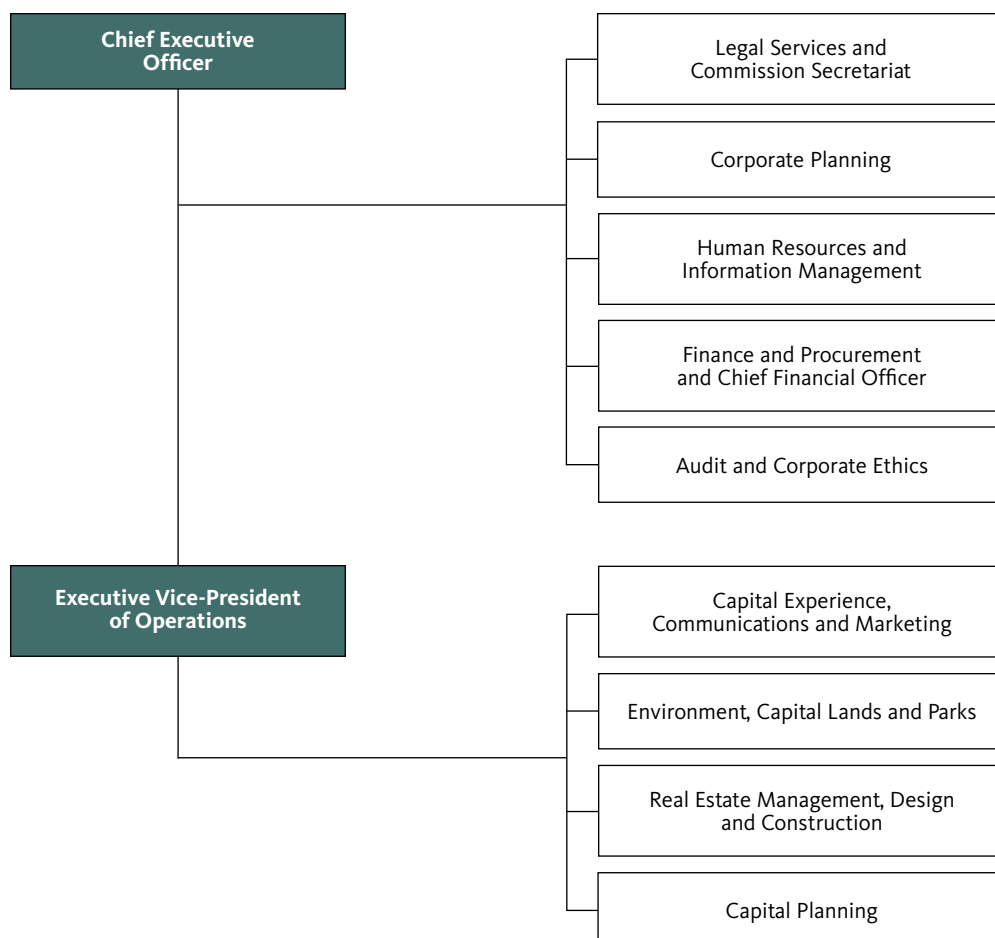 Chief Executive
Officer
Legal Services and
Commission Secretariat
Corporate Planning
Human Resources and
Information Management
Finance and Procurement
and Chief Financial Officer
Audit and Corporate Ethics
Executive Vice-President
of Operations
Capital Experience,
Communications and Marketing
Environment, Capital Lands and Parks
Real Estate Management, Design
and Construction
Capital Planning